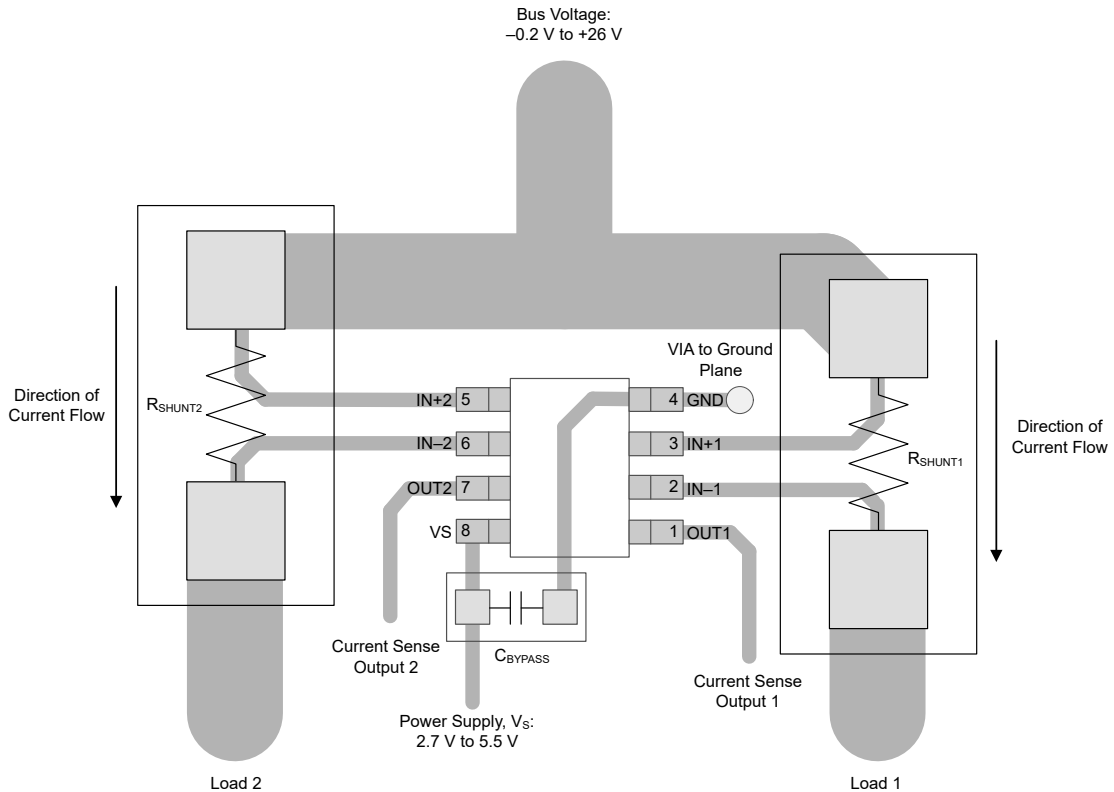 Bus Voltage:
–0.2 V to +26 V
VIA to Ground
Plane
Direction of
Current Flow
RSHUNT2
IN+2 5
4 GND
Direction of
Current Flow
IN–2 6
3 IN+1
RSHUNT1
OUT2 7
2 IN–1
VS 8
1 OUT1
Current Sense
Output 2
CBYPASS
Current Sense
Output 1
Power Supply, VS:
2.7 V to 5.5 V
Load 2
Load 1